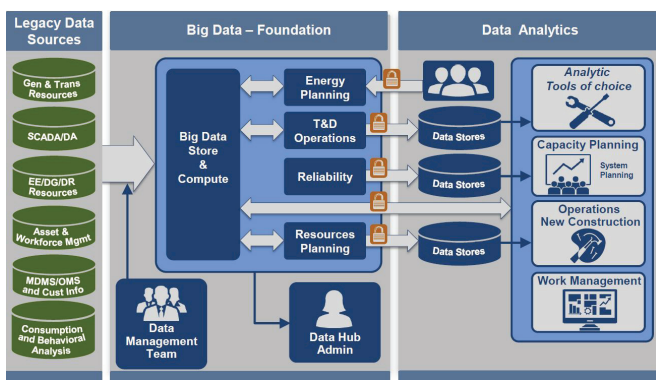 Legacy Data
Sources
Gen & Trans
Resources
SCADA/DA
EE/DG/DR
Resources
Asset &
Workforce Mgmt
MDMS/OMS
and Cust Info
Consumption
and Behavioral
Analysis
Big Data – Foundation
Big Data
Store
&
Compute
Energy
Planning
T&D
Operations
Reliability
Resources
Planning
Data
Management
Team
Data Hub
Admin
Data Analytics
Data Stores
Data Stores
Data Stores
Analytic
Tools of choice
Capacity Planning
System
Planning
Operations
New Construction
Work Management